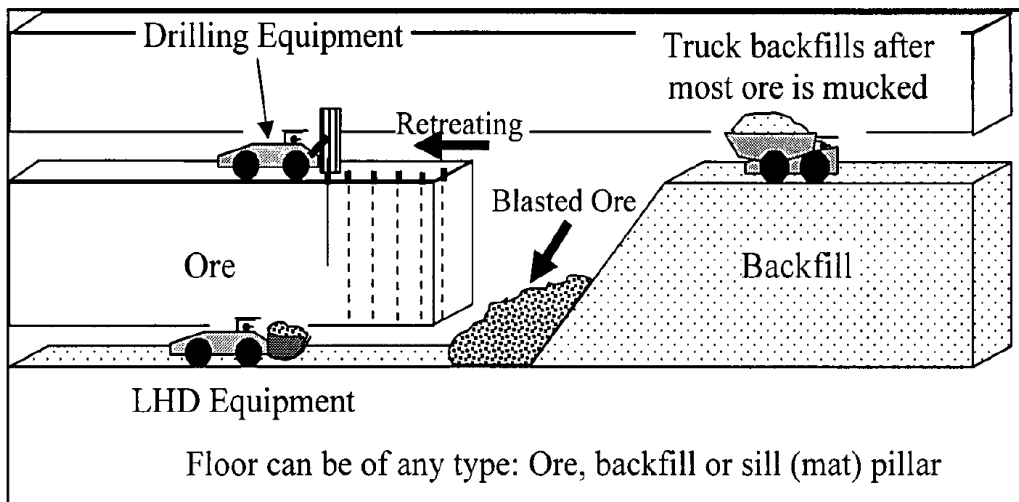 Drilling Equipment
Truck backfills after
most ore is mucked
Retreating
Blasted Ore
Ore
Backfill
LHD Equipment
Floor can be of any type: Ore, backfill or sill (mat) pillar